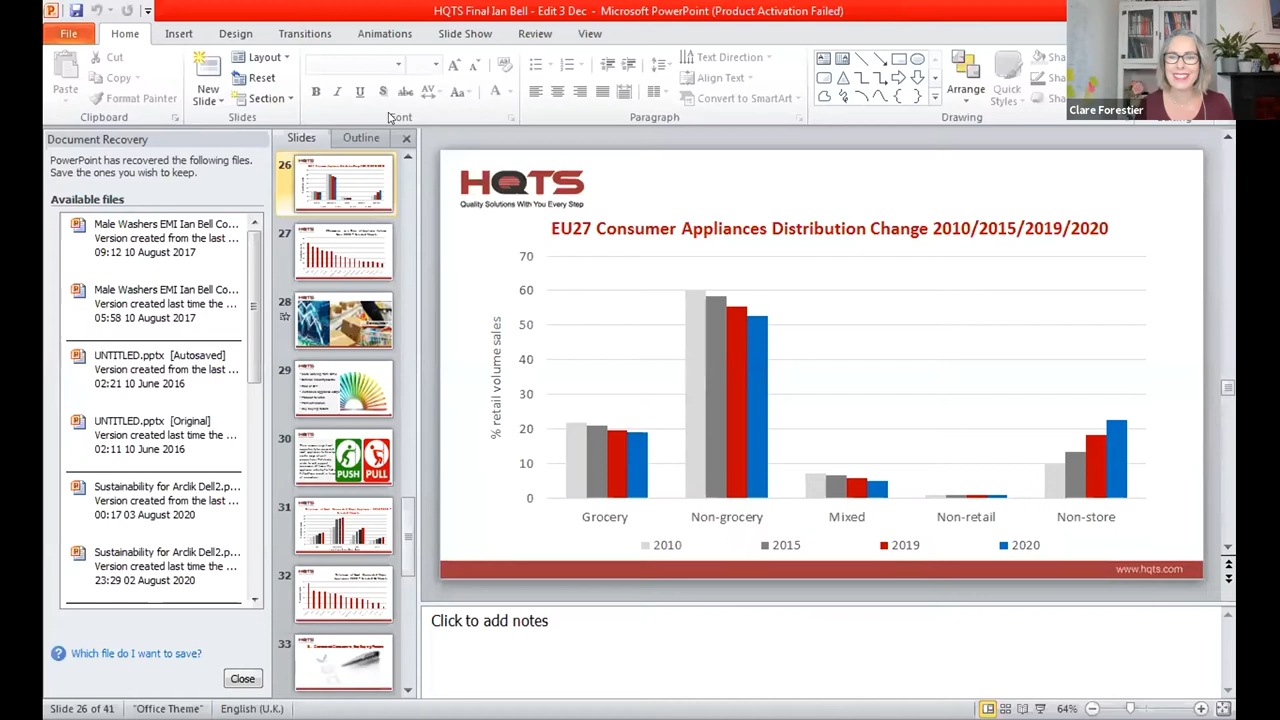 HQTS Final Ian Bell - Edit 3 Dec - Microsoft PowerPoint (Product Activation Failed)
File Home Insert Design Transitions Animations Slide Show Review View
Paste
Cut
Copy
Format Painter
Clipboard
New
Slide
Layout
Reset
Section
Slides
Font
Text Direction
Align Text
Convert to SmartArt
Paragraph
Arrange
Quick
Styles
Drawing
Clare Forestier
Document Recovery
PowerPoint has recovered the following files.
Save the ones you wish to keep.
Available files
Male Washers EMI Ian Bell Co...
Version created from the last ...
09:12 10 August 2017
Male Washers EMI Ian Bell Co...
Version created last time the ...
05:58 10 August 2017
UNTITLED.pptx [Autosaved]
Version created from the last ...
02:21 10 June 2016
UNTITLED.pptx [Original]
Version created last time the ...
02:11 10 June 2016
Sustainability for Arclik Dell2.p...
Version created from the last ...
00:17 03 August 2020
Sustainability for Arclik Dell2.p...
Version created last time the ...
23:29 02 August 2020
Which file do I want to save?
Close
Slides Outline
26
27
28
29
30
PUSH PULL
31
32
33
HQTS
Quality Solutions With You Every Step
EU27 Consumer Appliances Distribution Change 2010/2015/2019/2020
% retail volume sales
70
60
50
40
30
20
10
0
Grocery Non-grocery Mixed Non-retail Non-store
2010 2015 2019 2020
www.hqts.com
Click to add notes
Slide 26 of 41 "Office Theme" English (U.K.) 64%